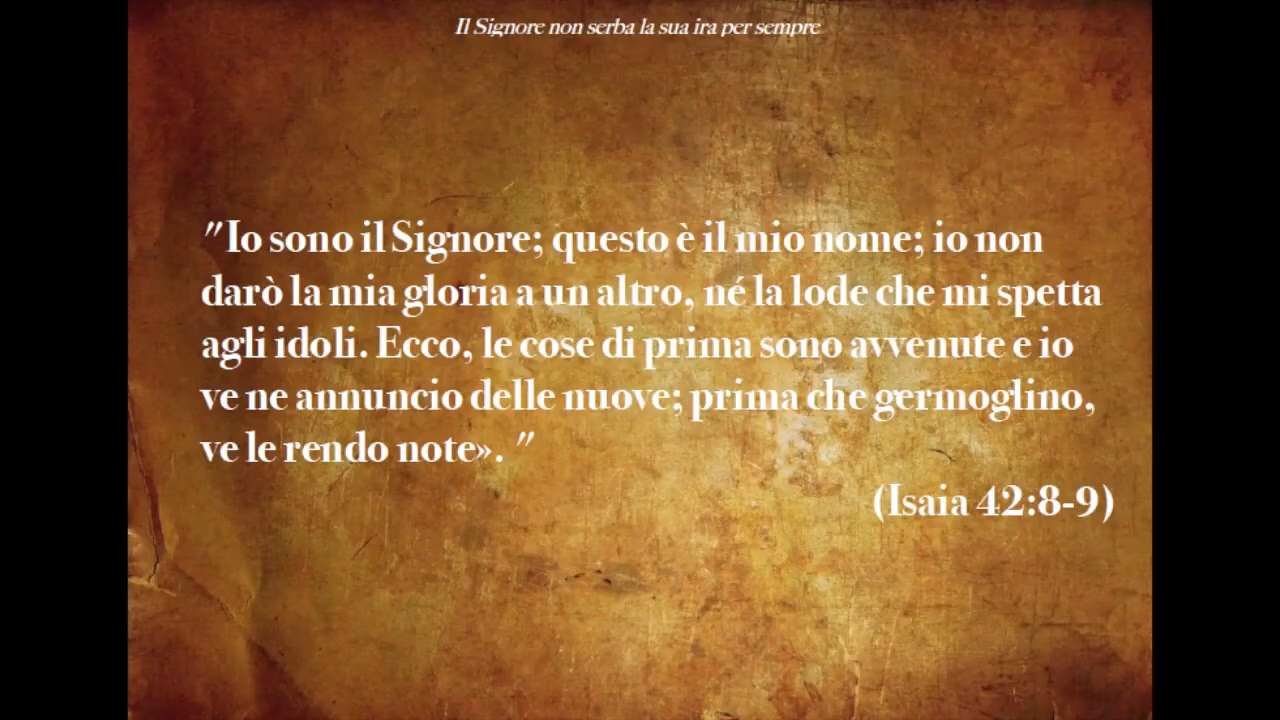 Il Signore non serba la sua ira per sempre
"Io sono il Signore; questo è il mio nome; io non
darò la mia gloria a un altro, né la lode che mi spetta
agli idoli. Ecco, le cose di prima sono avvenute e io
ve ne annuncio delle nuove; prima che germoglino,
ve le rendo note». "
(Isaia 42:8-9)